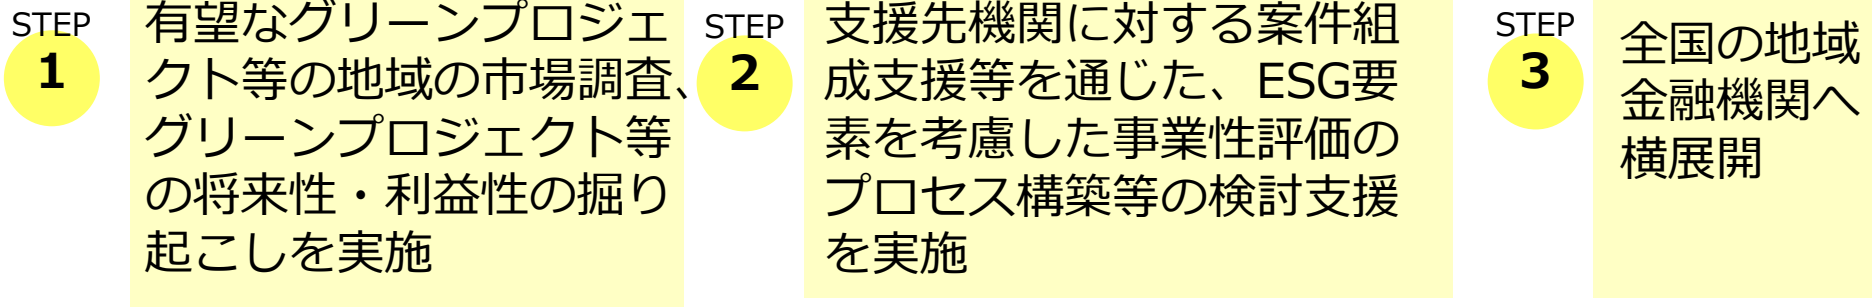 STEP
1
有望なグリーンプロジェ
クト等の地域の市場調査、
グリーンプロジェクト等
の将来性・利益性の掘り
起こしを実施
STEP
2
支援先機関に対する案件組
成支援等を通じた、ESG要
素を考慮した事業性評価の
プロセス構築等の検討支援
を実施
STEP
3
全国の地域
金融機関へ
横展開